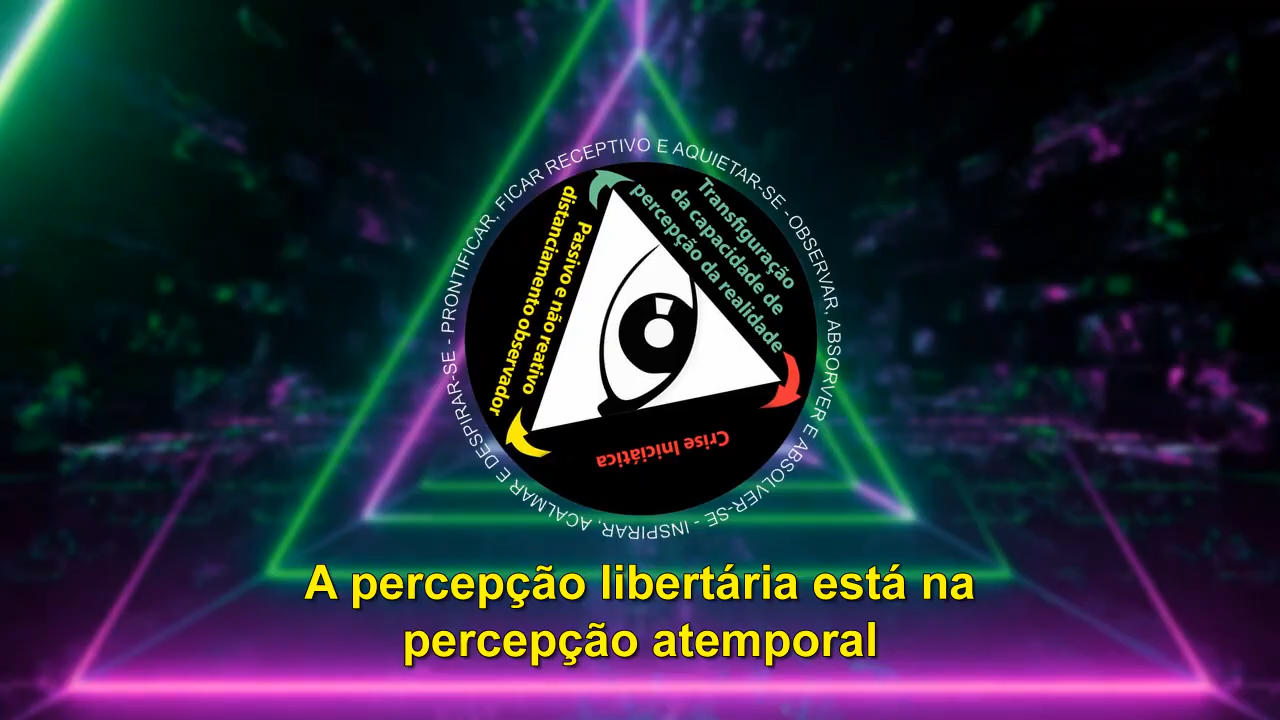 PRONTIFICAR, FICAR RECEPTIVO E AQUIETAR-SE - OBSERVAR, ABSORVER E ABSOLVER-SE - INSPIRAR, ACALMAR E DESPIRAR-SE -
Transfiguração
da capacidade de
percepção da realidade
Passivo e não reativo
distanciamento observador
Crise Iniciática
A percepção libertária está na
percepção atemporal